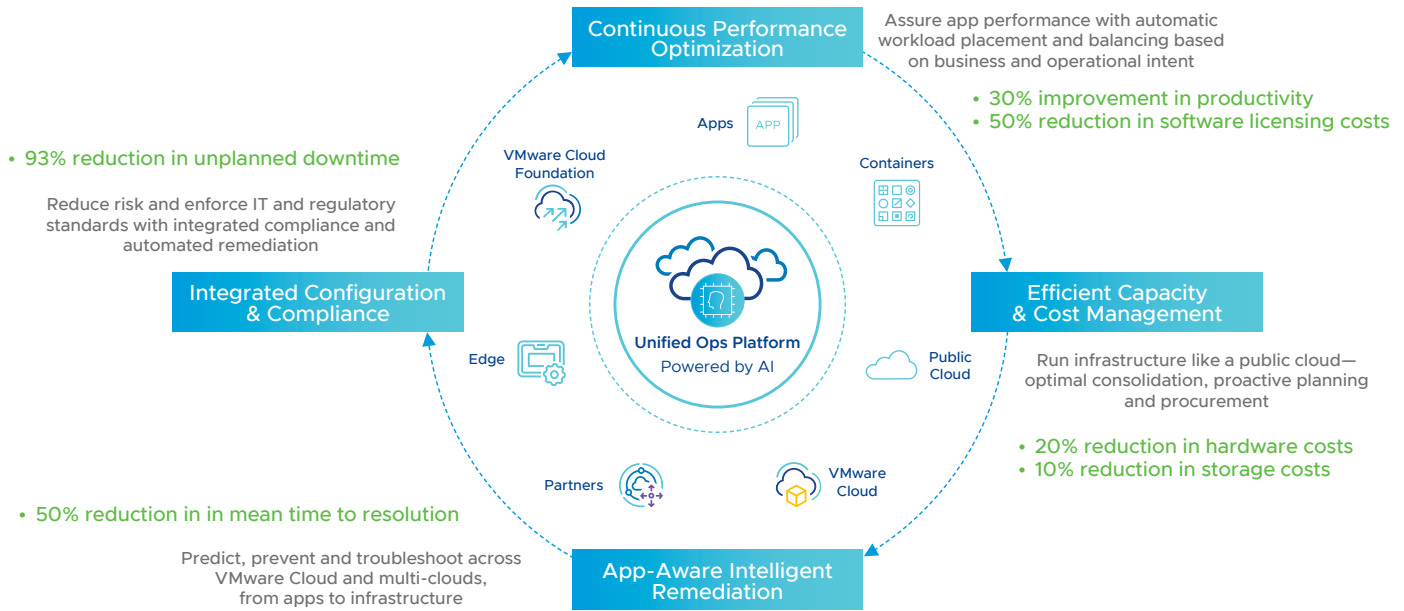 Continuous Performance
Optimization
Assure app performance with automatic
workload placement and balancing based
on business and operational intent
• 30% improvement in productivity
• 50% reduction in software licensing costs
Apps
APP
Containers
VMware Cloud
Foundation
• 93% reduction in unplanned downtime
Reduce risk and enforce IT and regulatory
standards with integrated compliance and
automated remediation
Integrated Configuration
& Compliance
Efficient Capacity
& Cost Management
Unified Ops Platform
Powered by AI
Edge
Public
Cloud
Run infrastructure like a public cloud—
optimal consolidation, proactive planning
and procurement
• 20% reduction in hardware costs
• 10% reduction in storage costs
Partners
VMware
Cloud
• 50% reduction in in mean time to resolution
Predict, prevent and troubleshoot across
VMware Cloud and multi-clouds,
from apps to infrastructure
App-Aware Intelligent
Remediation